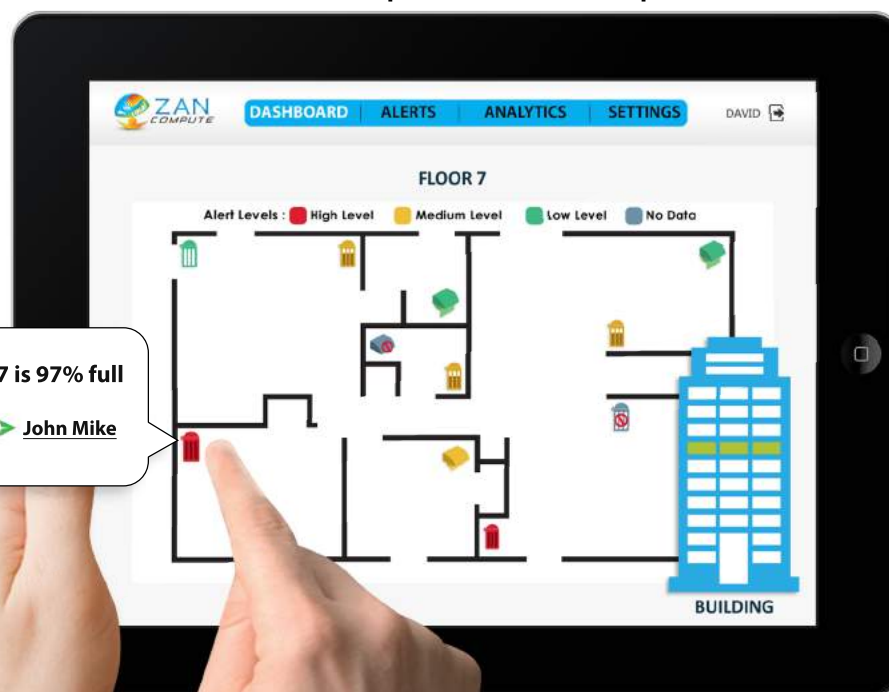 ZAN
COMPUTE
DASHBOARD
ALERTS
ANALYTICS
SETTINGS
DAVID
FLOOR 7
Alert Levels : High Level Medium Level Low Level No Data
7 is 97% full
John Mike
BUILDING